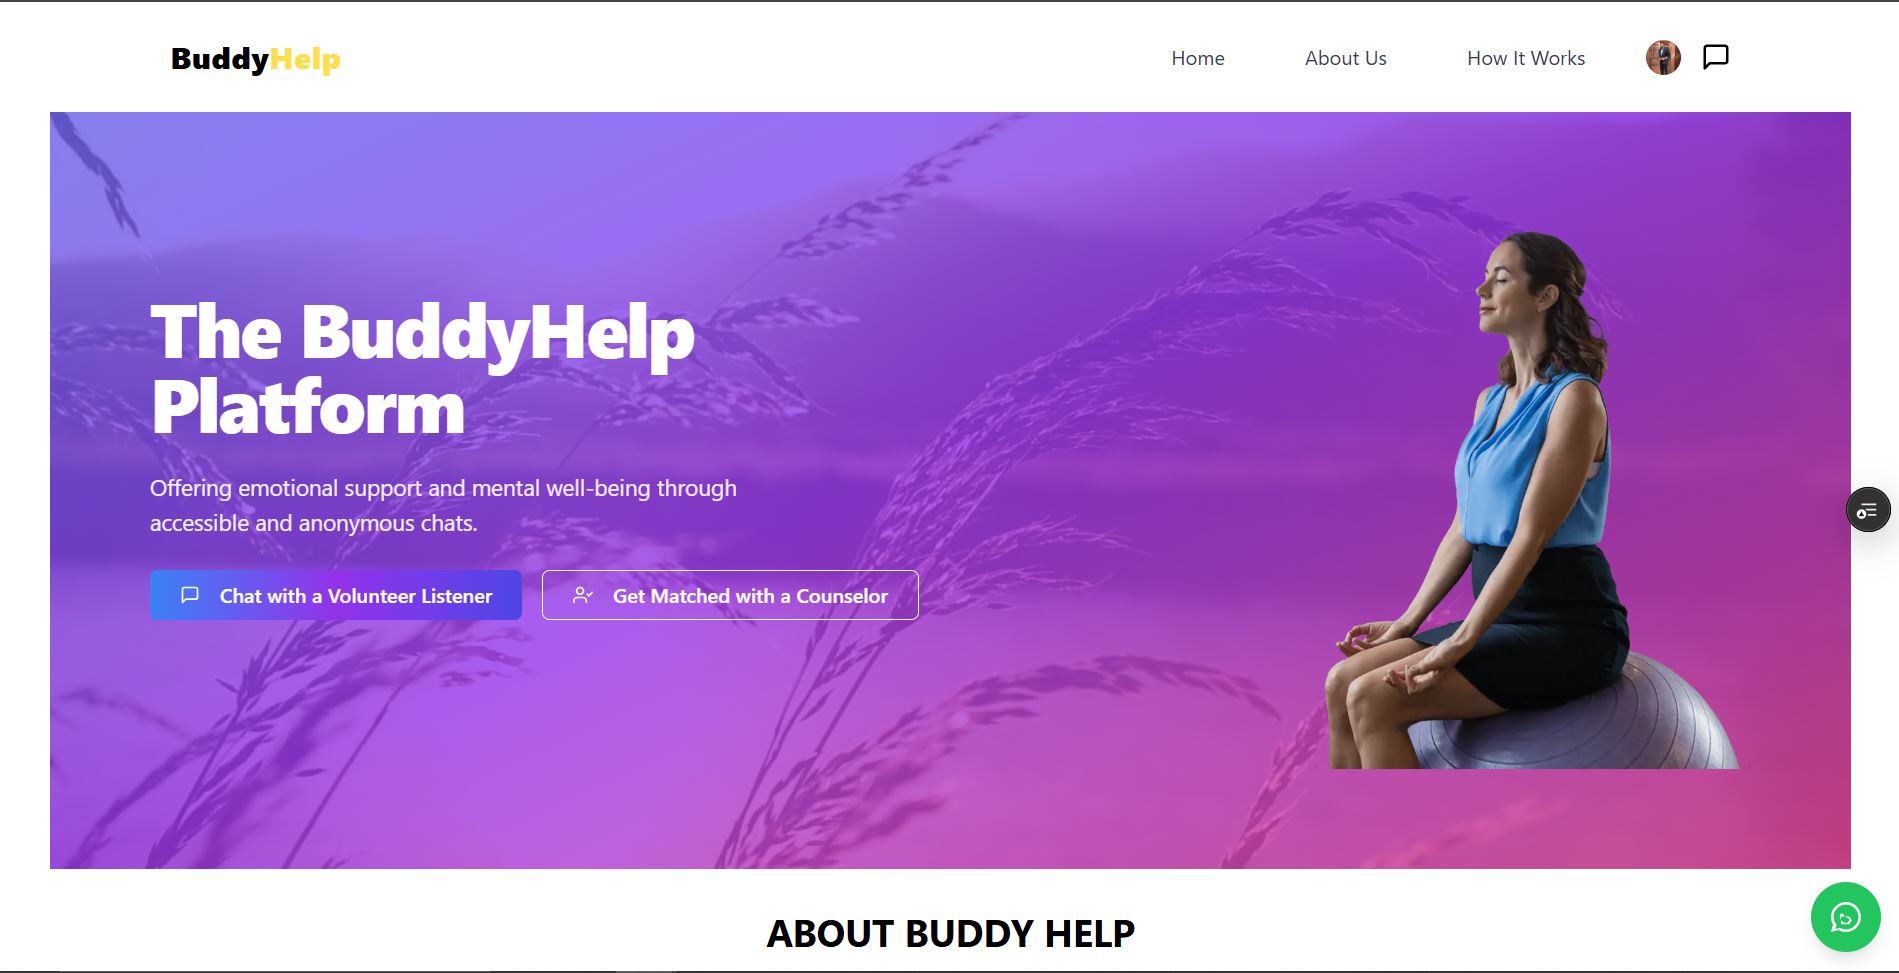 BuddyHelp
Home
About Us
How It Works
The BuddyHelp
Platform
Offering emotional support and mental well-being through
accessible and anonymous chats.
Chat with a Volunteer Listener
Get Matched with a Counselor
ABOUT BUDDY HELP